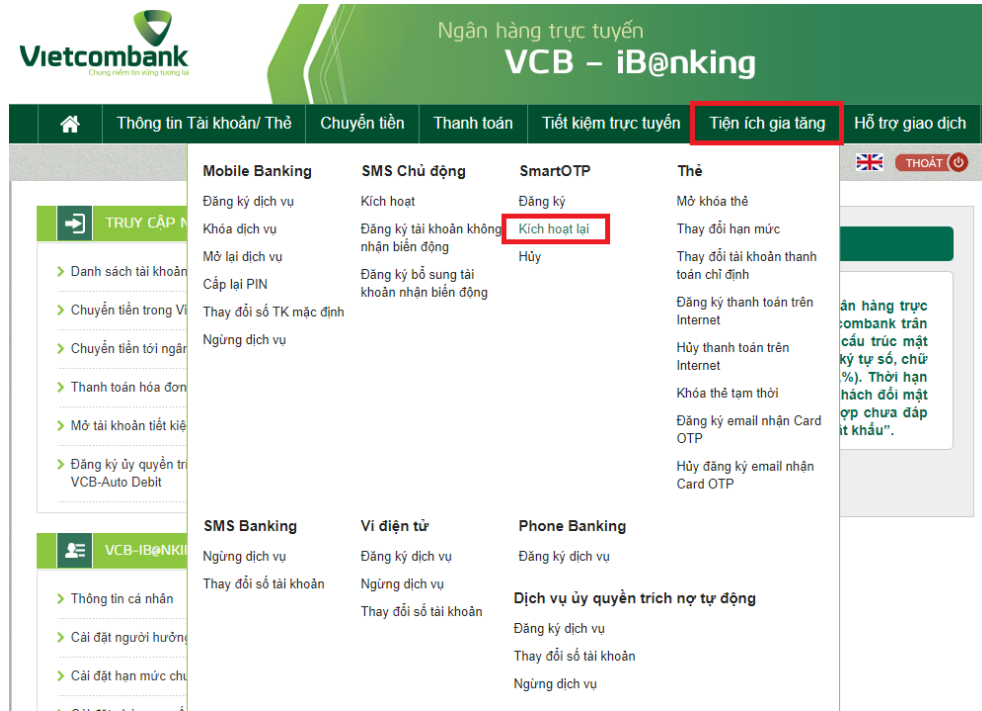 Vietcombank
Chung niềm tin vững tương lai
Ngân hàng trực tuyến
VCB – iB@nking
Thông tin Tài khoản/ Thẻ
Chuyển tiền
Thanh toán
Tiết kiệm trực tuyến
Tiện ích gia tăng
Hỗ trợ giao dịch
THOÁT
TRUY CẬP
Danh sách tài khoản
Chuyển tiền trong
Chuyển tiền tới
Thanh toán hóa đơn
Mở tài khoản tiết
Đăng ký ủy quyền
VCB-Auto Debit
VCB-IB@NKI
Thông tin cá nhân
Cài đặt người
Cài đặt hạn mức
Mobile Banking
Đăng ký dịch vụ
Khóa dịch vụ
Mở lại dịch vụ
Cấp lại PIN
Thay đổi số TK mặc định
Ngừng dịch vụ
SMS Chủ động
Kích hoạt
Đăng ký tài khoản không
nhận biến động
Đăng ký bổ sung tài
khoản nhận biến động
SmartOTP
Đăng ký
Kích hoạt lại
Hủy
Thẻ
Mở khóa thẻ
Thay đổi hạn mức
Thay đổi tài khoản thanh
toán chỉ định
Đăng ký thanh toán trên
Internet
Hủy thanh toán trên
Internet
Khóa thẻ tạm thời
Đăng ký email nhận Card
OTP
Hủy đăng ký email nhận
Card OTP
SMS Banking
Ngừng dịch vụ
Thay đổi số tài khoản
Ví điện tử
Đăng ký dịch vụ
Ngừng dịch vụ
Thay đổi số tài khoản
Phone Banking
Đăng ký dịch vụ
Dịch vụ ủy quyền trích nợ tự động
Đăng ký dịch vụ
Thay đổi số tài khoản
Ngừng dịch vụ
hàng trực
trân
cấu trúc mật
ký tự số, chữ
%). Thời hạn
khách đổi mật
chưa đáp
khẩu”.